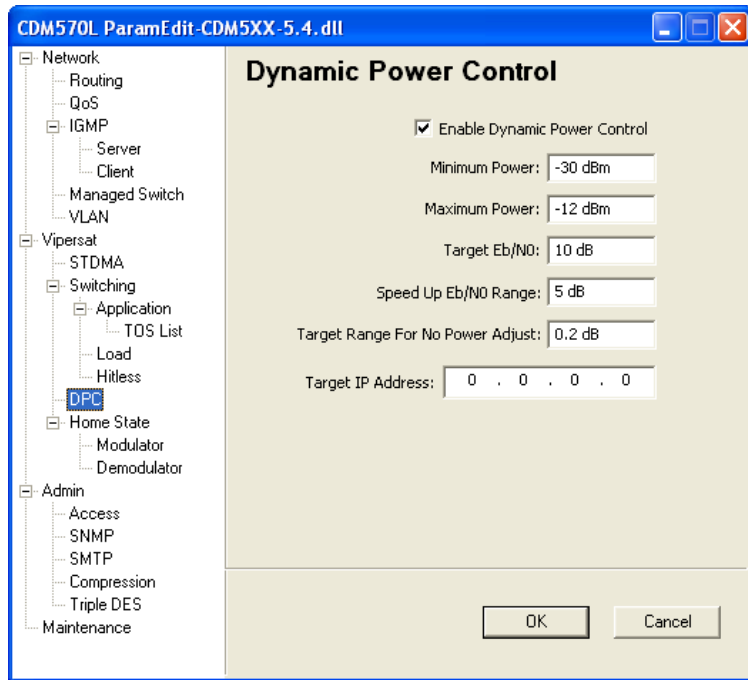 CDM570L ParamEdit-CDM5XX-5.4.dll
Network
Routing
QoS
IGMP
Server
Client
Managed Switch
VLAN
Vipersat
STDMA
Switching
Application
TOS List
Load
Hitless
DPC
Home State
Modulator
Demodulator
Admin
Access
SNMP
SMTP
Compression
Triple DES
Maintenance
Dynamic Power Control
Enable Dynamic Power Control
Minimum Power: -30 dBm
Maximum Power: -12 dBm
Target Eb/N0: 10 dB
Speed Up Eb/N0 Range: 5 dB
Target Range For No Power Adjust: 0.2 dB
Target IP Address: 0 . 0 . 0 . 0
OK Cancel